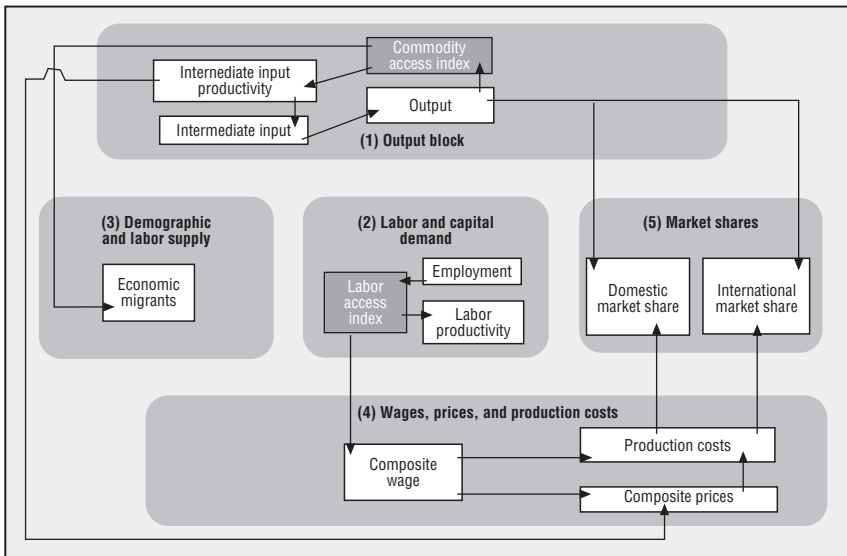 Commodity
access index
Internediate input
productivity
Output
Intermediate input
(1) Output block
(3) Demographic
and labor supply
Economic
migrants
(2) Labor and capital
demand
Employment
Labor
access
index
Labor
productivity
(5) Market shares
Domestic
market share
International
market share
(4) Wages, prices, and production costs
Composite
wage
Production costs
Composite prices